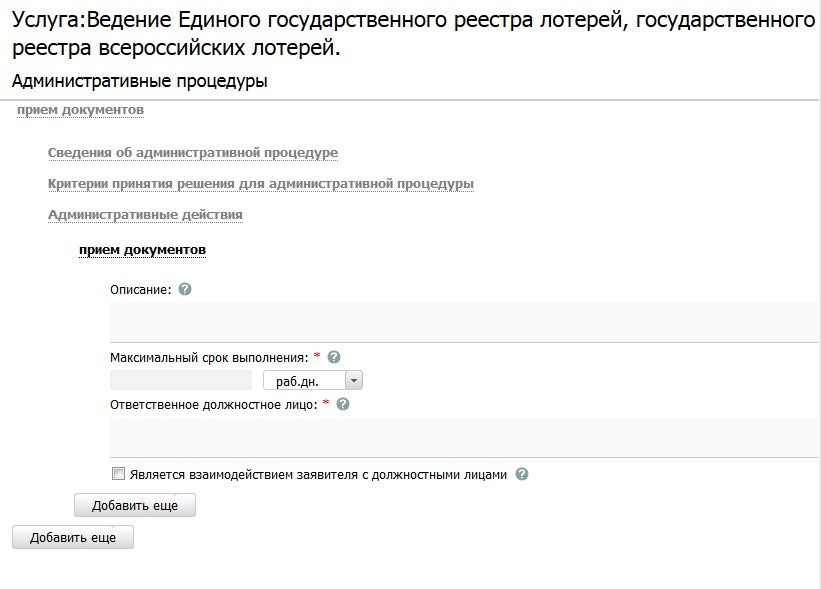 Услуга:Ведение Единого государственного реестра лотерей, государственного
реестра всероссийских лотерей.
Административные процедуры
прием документов
Сведения об административной процедуре
Критерии принятия решения для административной процедуры
Административные действия
прием документов
Описание: ?
Максимальный срок выполнения: * ?
раб.дн.
Ответственное должностное лицо: * ?
Является взаимодействием заявителя с должностными лицами ?
Добавить еще
Добавить еще